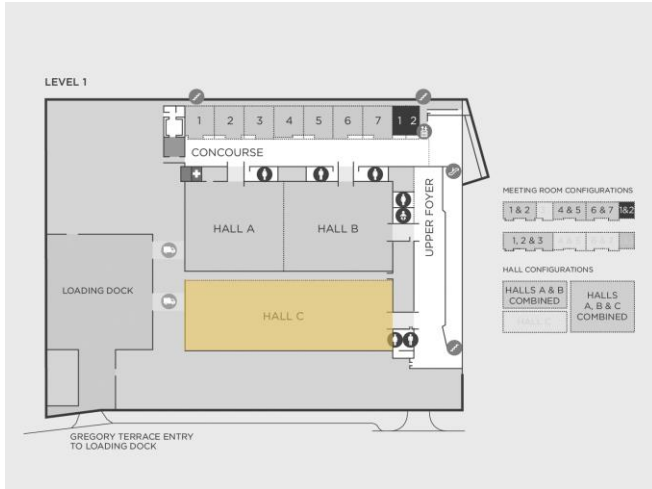 LEVEL 1
1 2 3 4 5 6 7 1 2
CONCOURSE
HALL A
HALL B
UPPER FOYER
LOADING DOCK
HALL C
GREGORY TERRACE ENTRY
TO LOADING DOCK
MEETING ROOM CONFIGURATIONS
1 & 2 4 & 5 6 & 7 1&2
1, 2 & 3
HALL CONFIGURATIONS
HALLS A & B
COMBINED
HALL C
HALLS
A, B & C
COMBINED